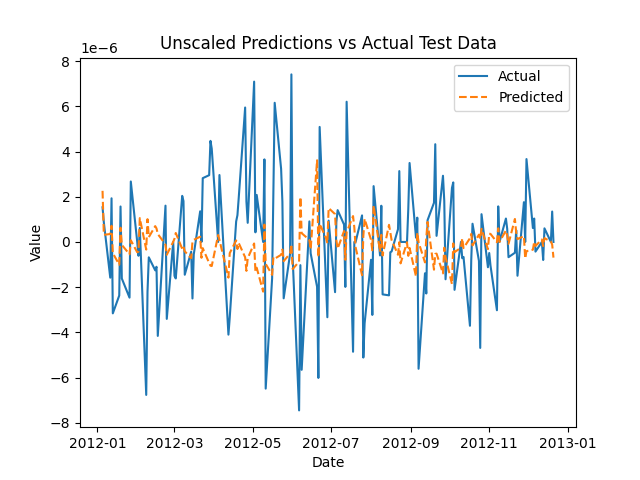 Unscaled Predictions vs Actual Test Data
1e−6
8
6
4
2
0
−2
−4
−6
−8
Value
Actual
Predicted
2012-01
2012-03
2012-05
2012-07
2012-09
2012-11
2013-01
Date